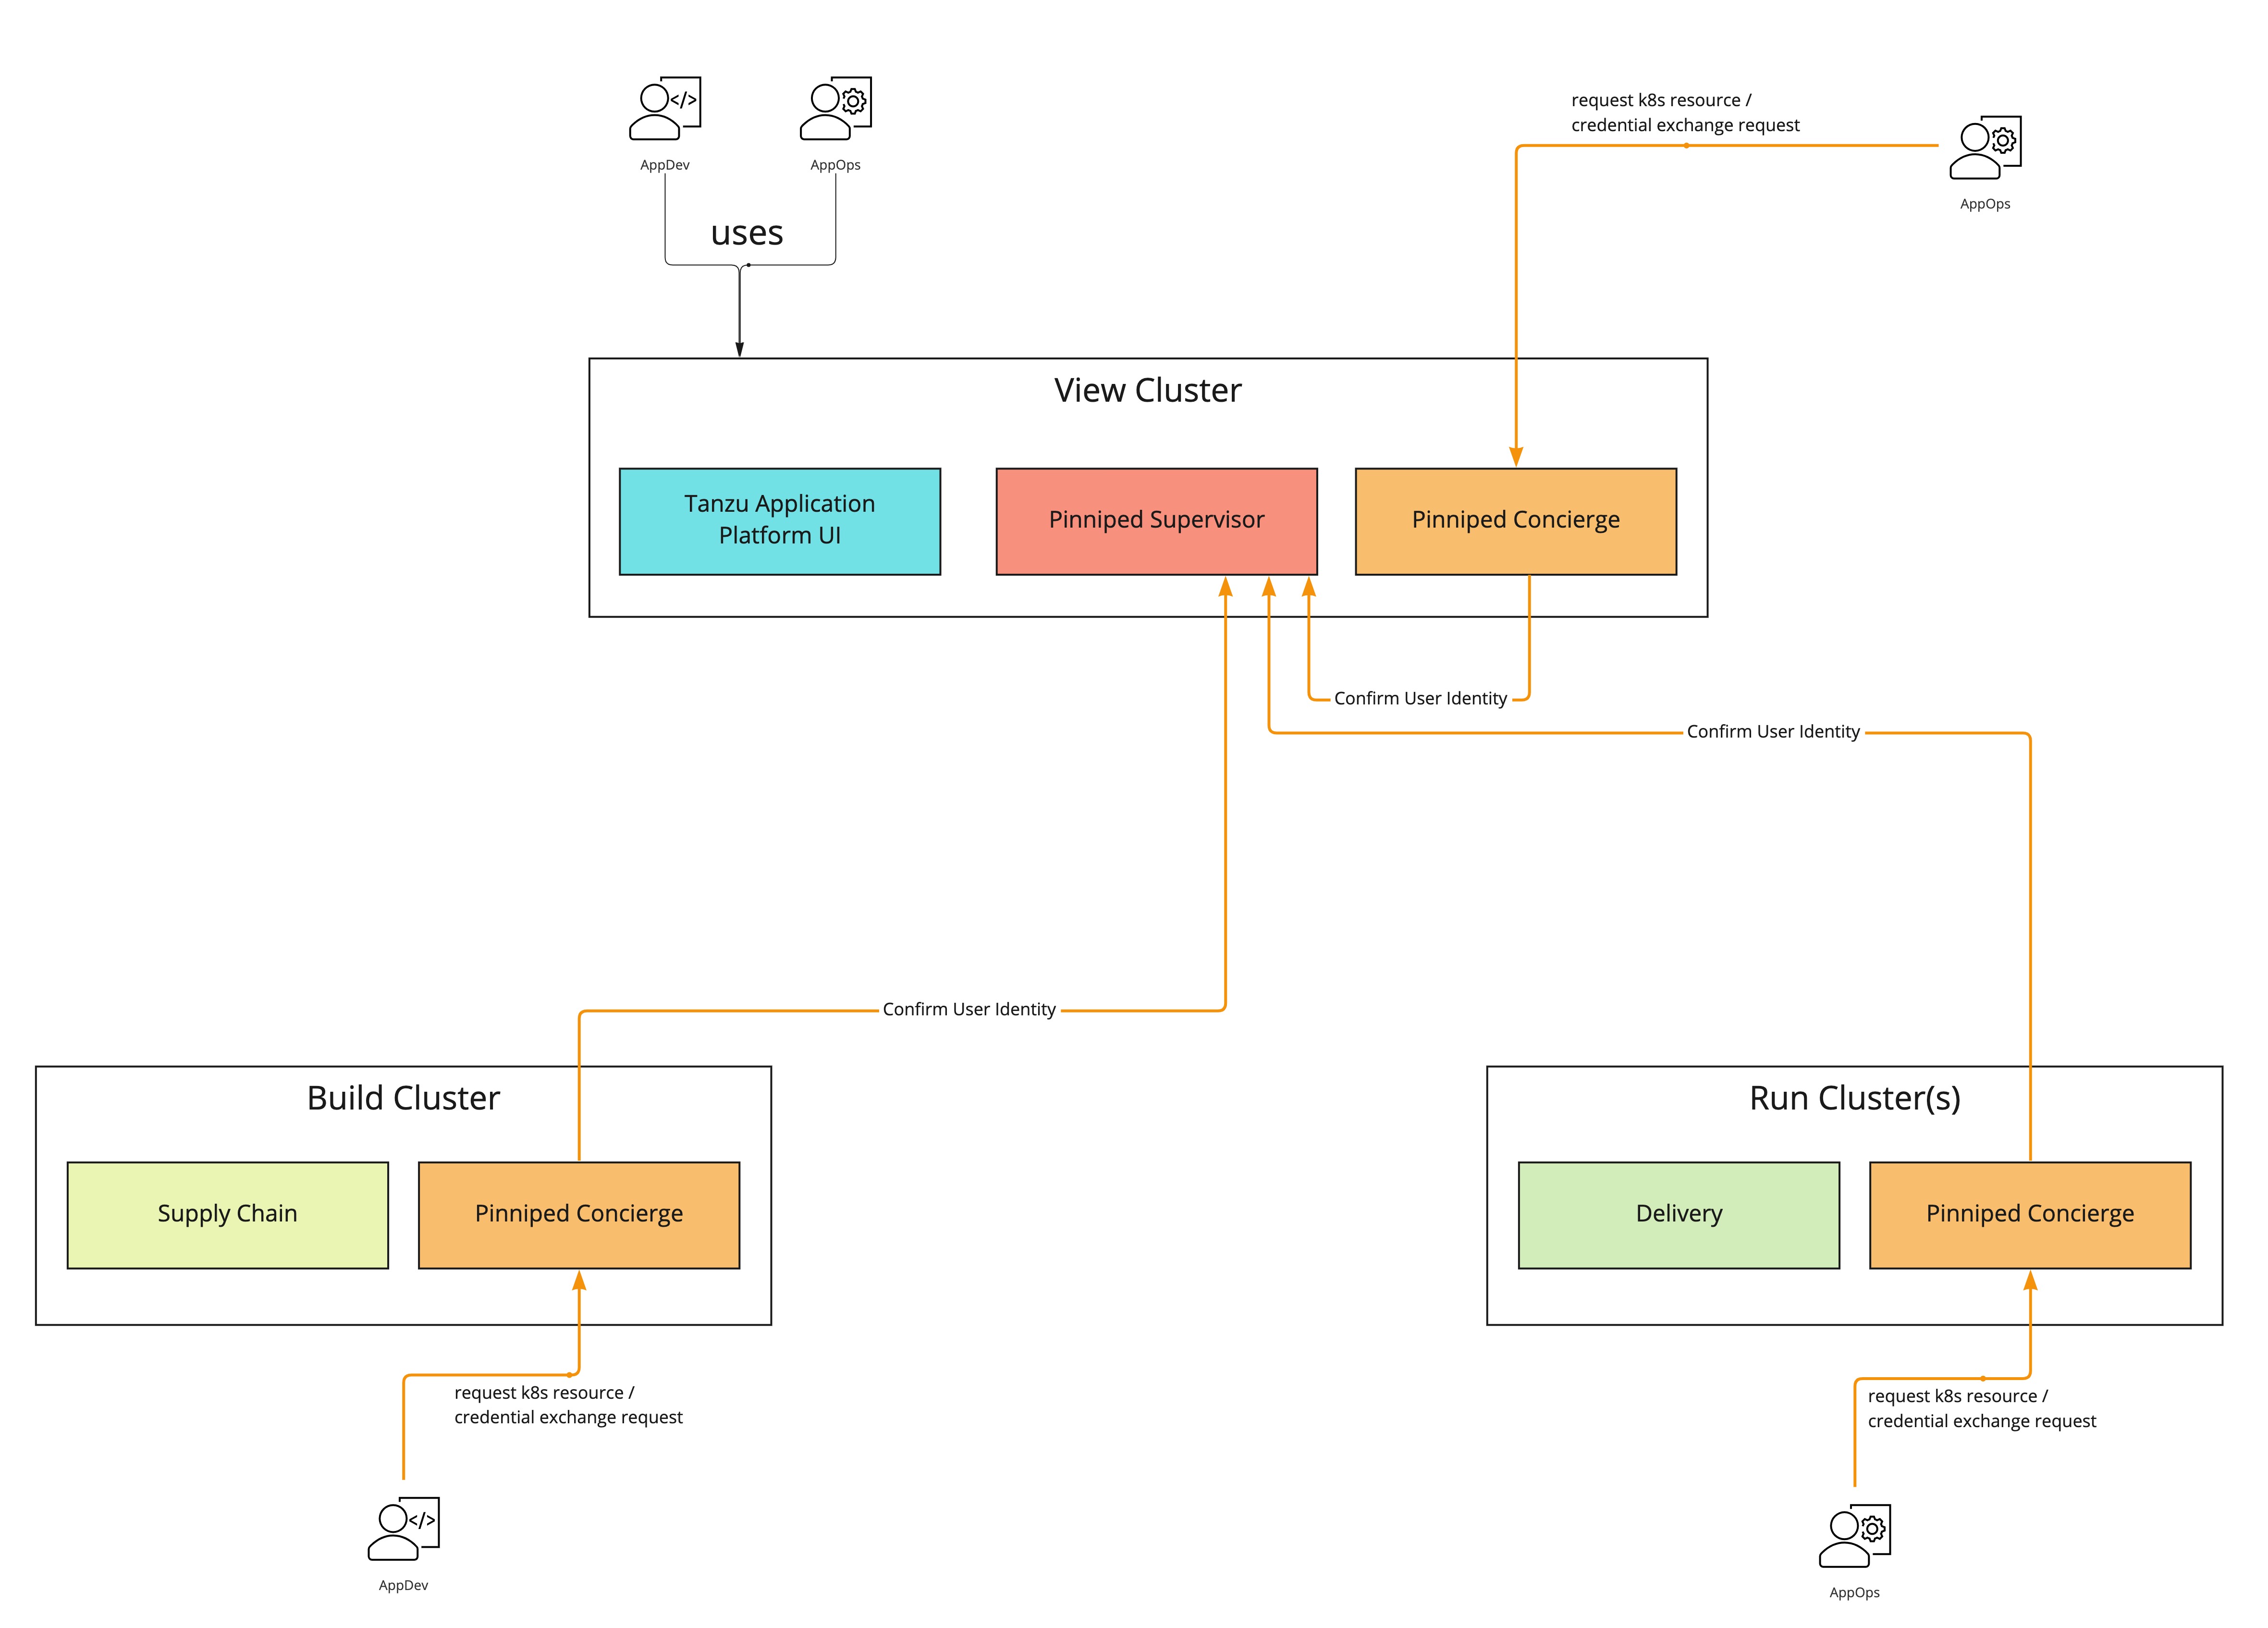 AppDev
AppOps
uses
request k8s resource /
credential exchange request
AppOps
View Cluster
Tanzu Application
Platform UI
Pinniped Supervisor
Pinniped Concierge
Confirm User Identity
Confirm User Identity
Confirm User Identity
Build Cluster
Supply Chain
Pinniped Concierge
request k8s resource /
credential exchange request
AppDev
Run Cluster(s)
Delivery
Pinniped Concierge
request k8s resource /
credential exchange request
AppOps